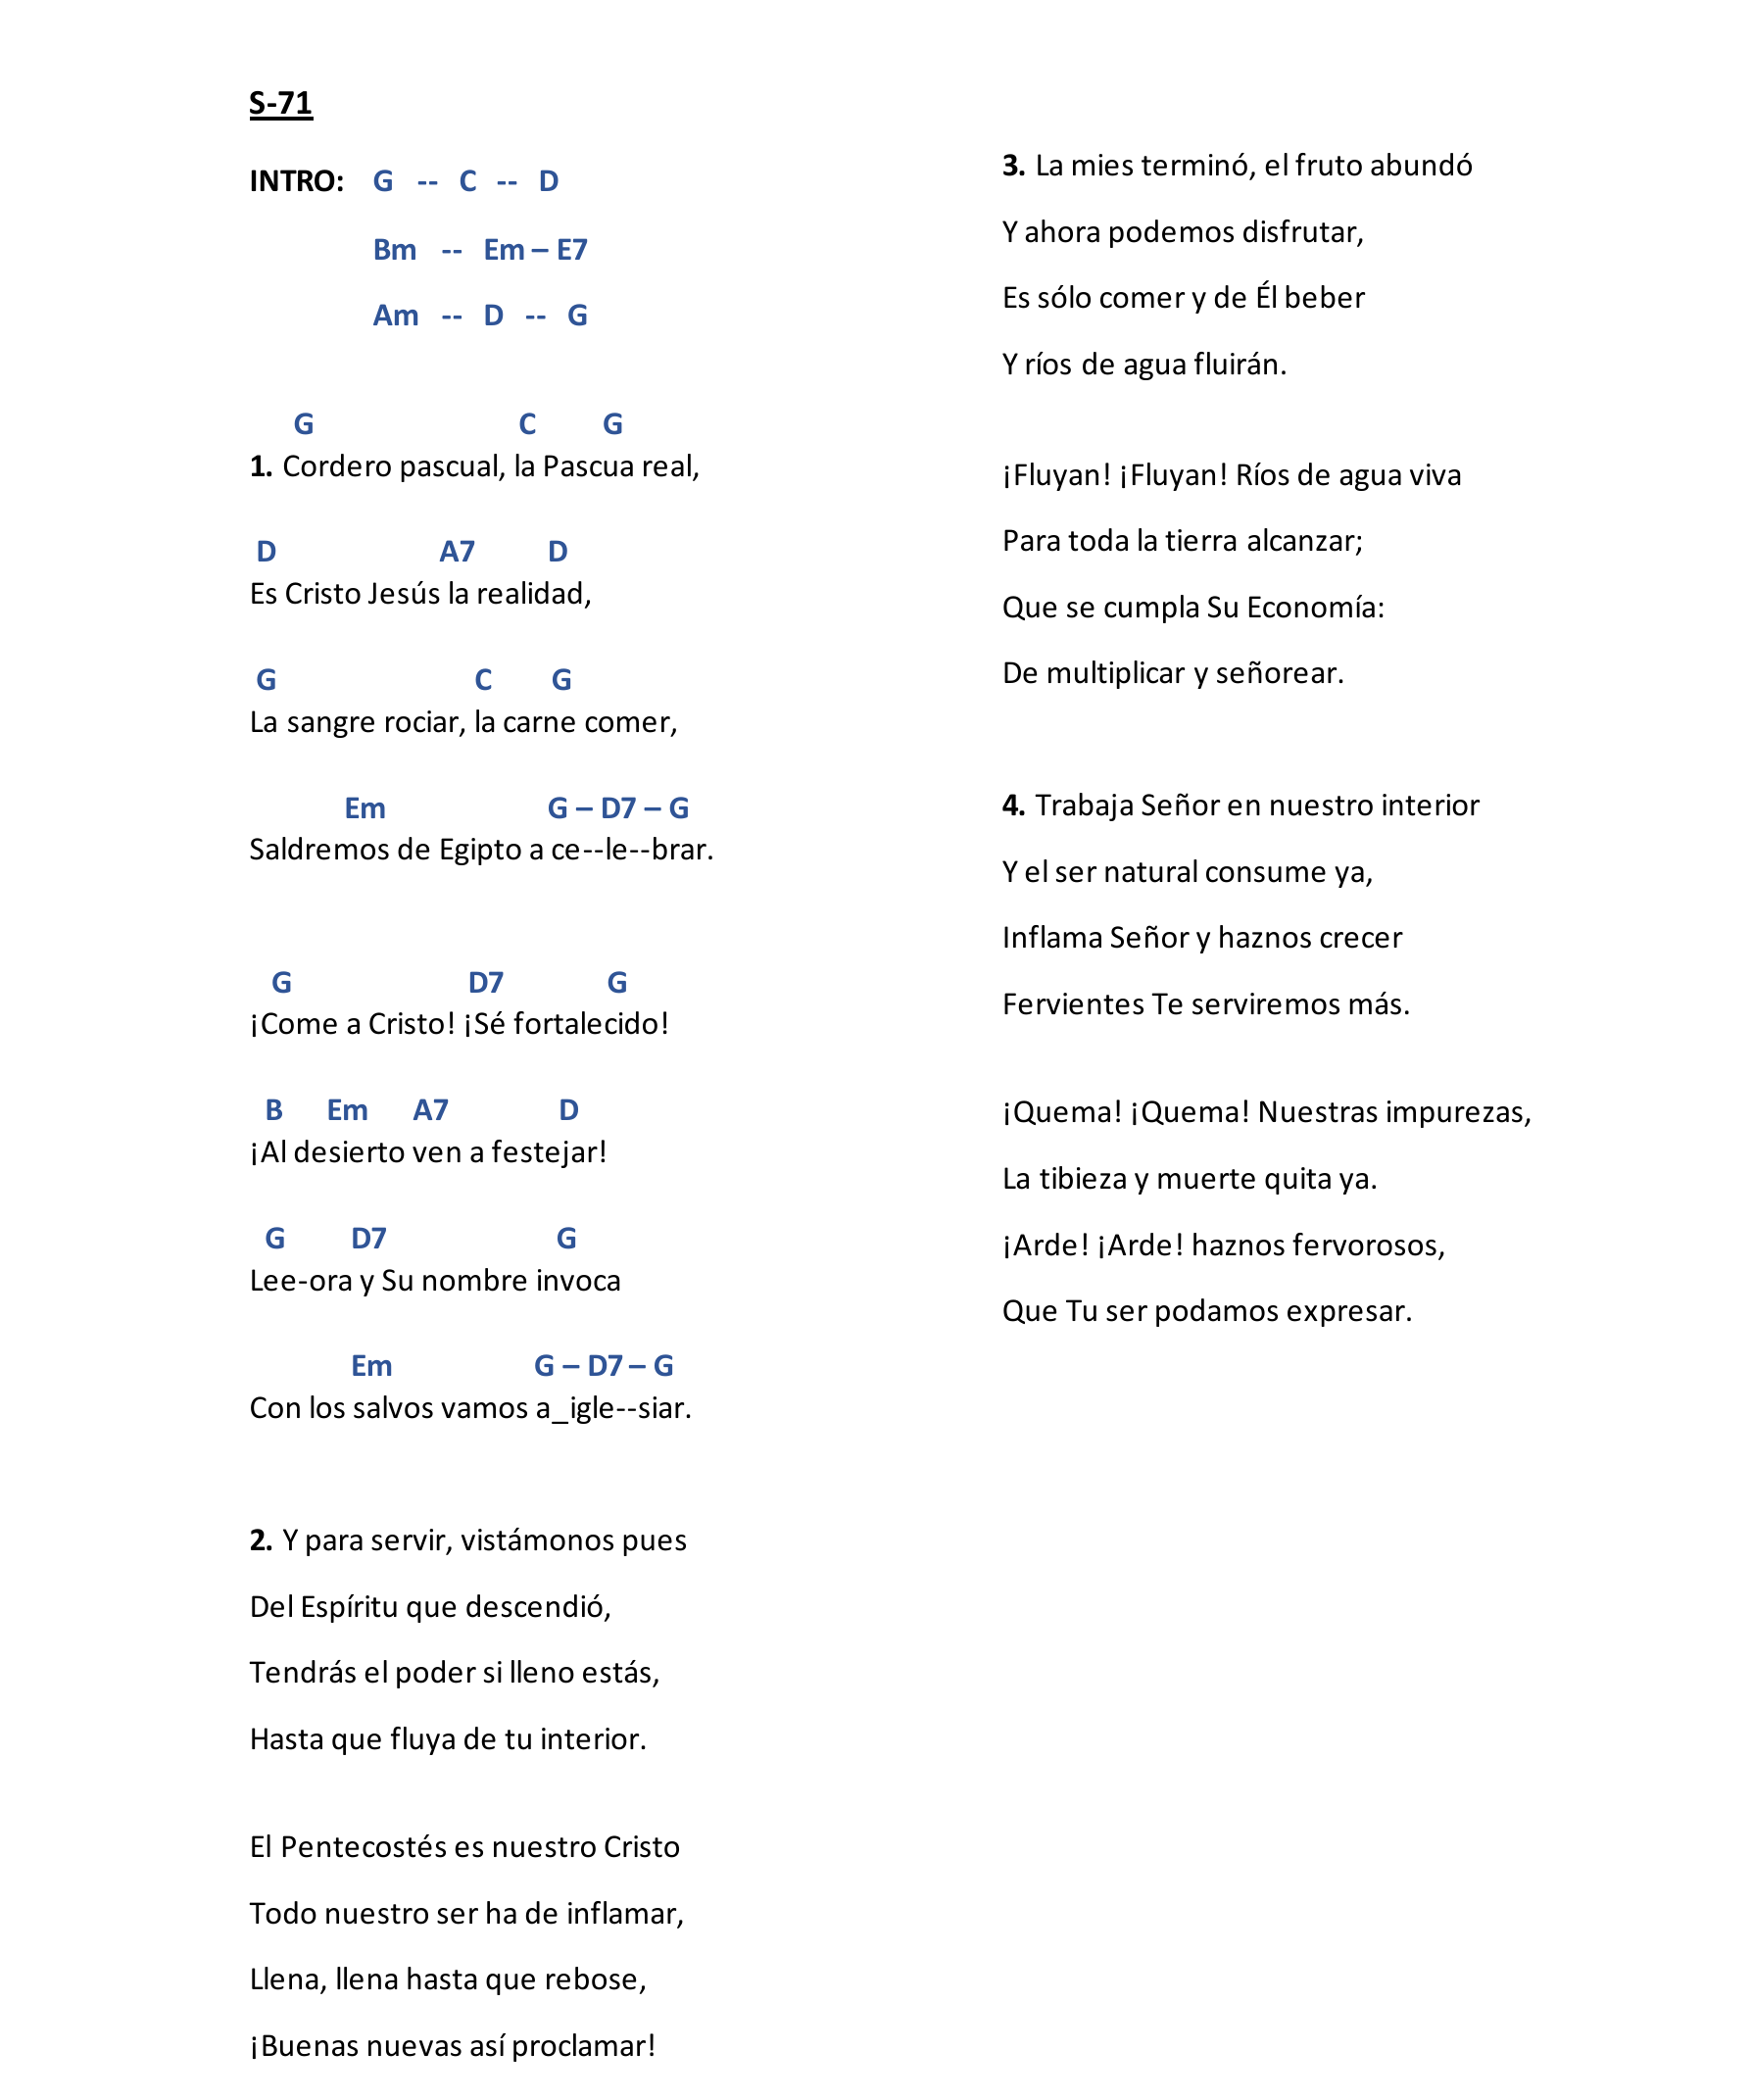 S-71
INTRO: G -- C -- D
Bm -- Em – E7
Am -- D -- G
G C G
1. Cordero pascual, la Pascua real,
D A7 D
Es Cristo Jesús la realidad,
G C G
La sangre rociar, la carne comer,
Em G – D7 – G
Saldremos de Egipto a ce--le--brar.
G D7 G
¡Come a Cristo! ¡Sé fortalecido!
B Em A7 D
¡Al desierto ven a festejar!
G D7 G
Lee-ora y Su nombre invoca
Em G – D7 – G
Con los salvos vamos a_igle--siar.
2. Y para servir, vistámonos pues
Del Espíritu que descendió,
Tendrás el poder si lleno estás,
Hasta que fluya de tu interior.
El Pentecostés es nuestro Cristo
Todo nuestro ser ha de inflamar,
Llena, llena hasta que rebose,
¡Buenas nuevas así proclamar!
3. La mies terminó, el fruto abundó
Y ahora podemos disfrutar,
Es sólo comer y de Él beber
Y ríos de agua fluirán.
¡Fluyan! ¡Fluyan! Ríos de agua viva
Para toda la tierra alcanzar;
Que se cumpla Su Economía:
De multiplicar y señorear.
4. Trabaja Señor en nuestro interior
Y el ser natural consume ya,
Inflama Señor y haznos crecer
Fervientes Te serviremos más.
¡Quema! ¡Quema! Nuestras impurezas,
La tibieza y muerte quita ya.
¡Arde! ¡Arde! haznos fervorosos,
Que Tu ser podamos expresar.